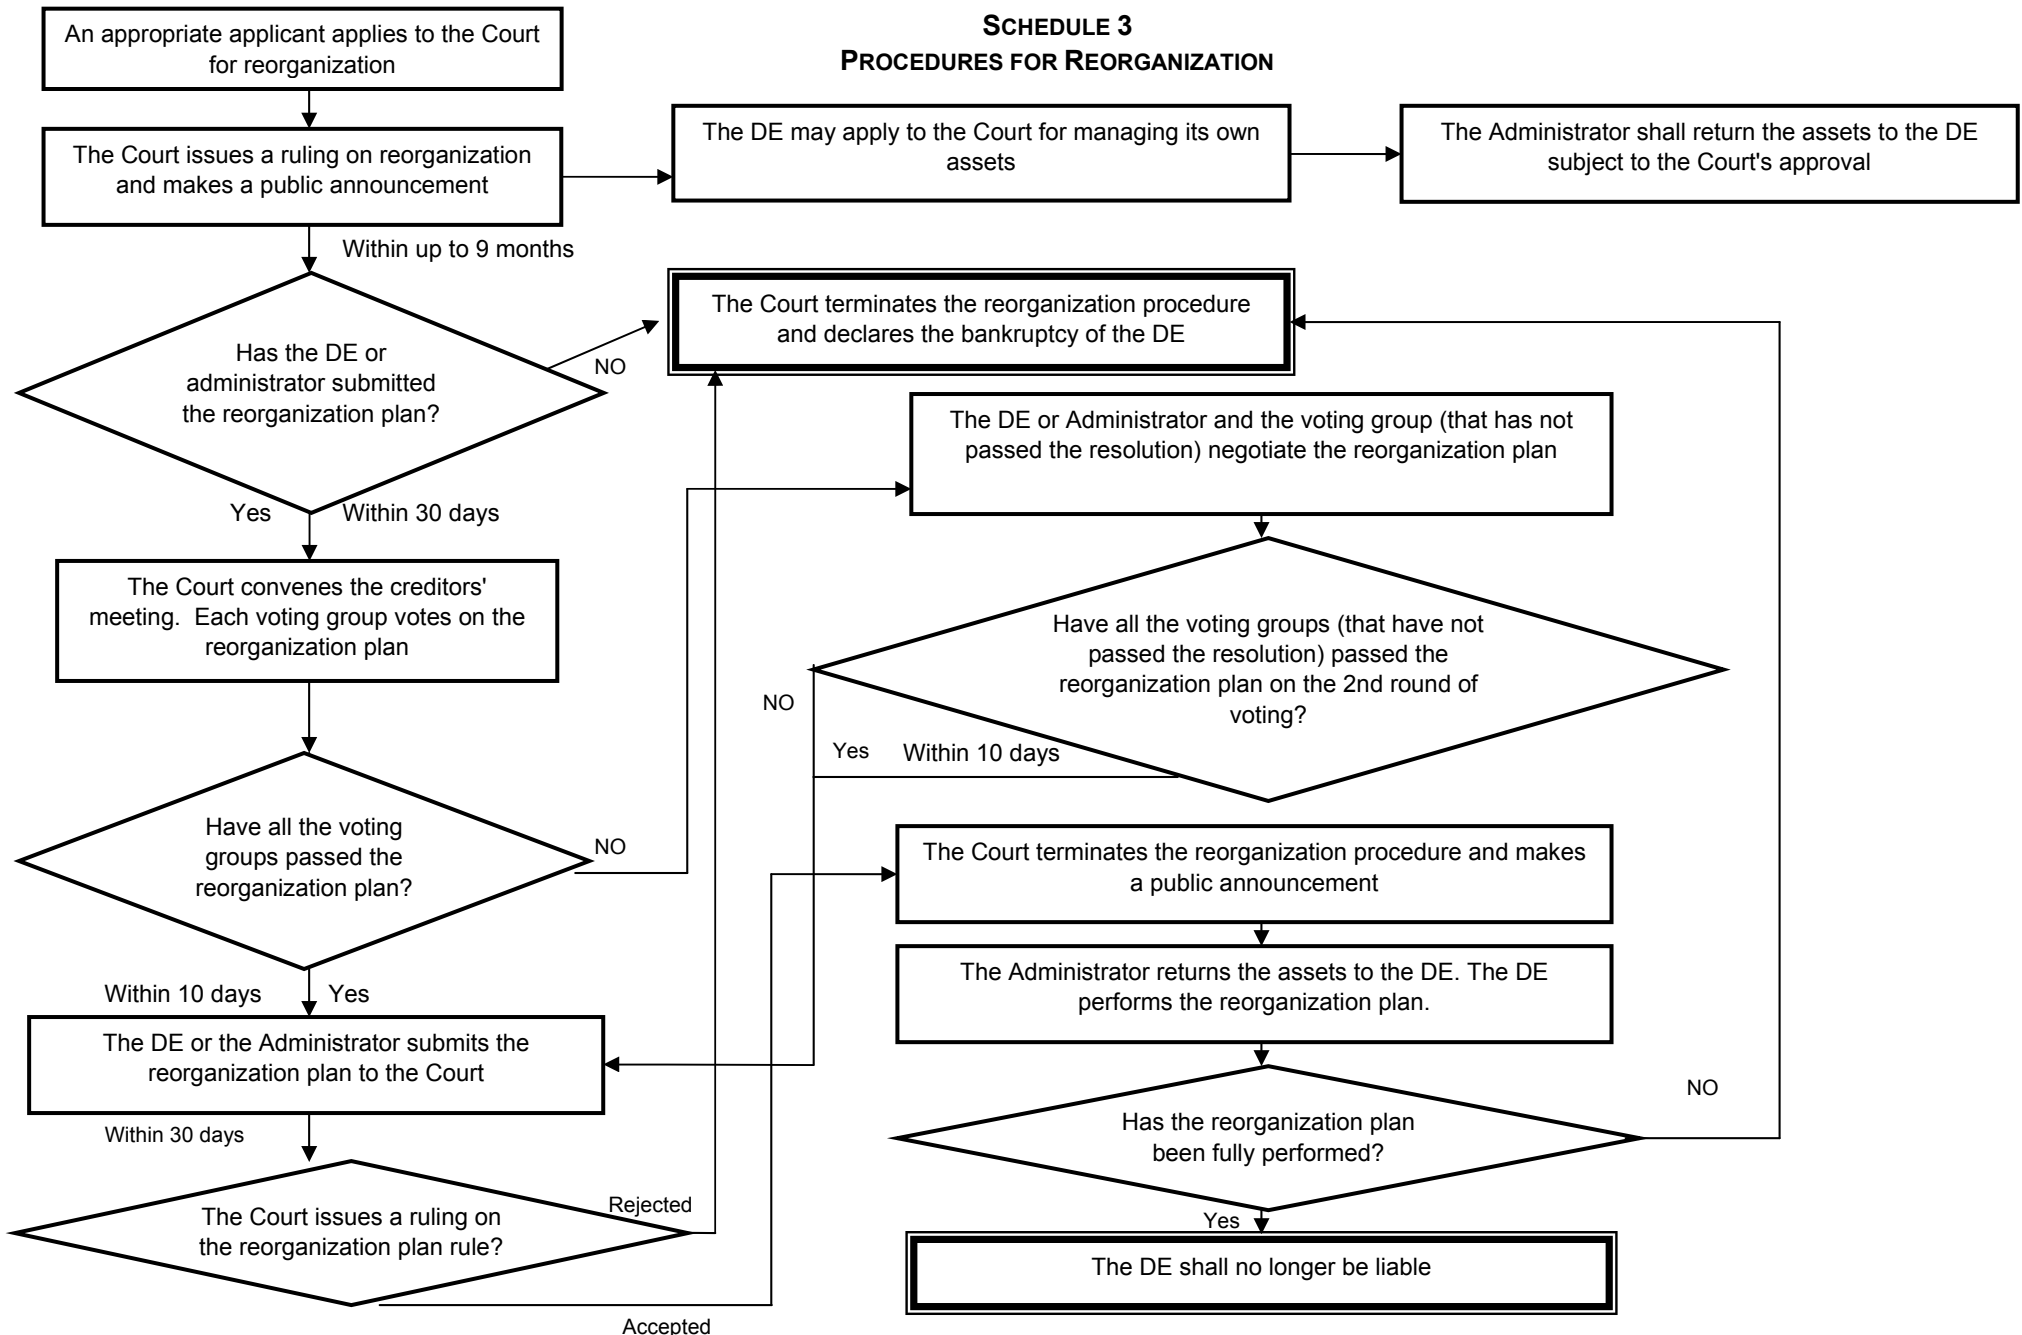 SCHEDULE 3
PROCEDURES FOR REORGANIZATION
An appropriate applicant applies to the Court
for reorganization
The Court issues a ruling on reorganization
and makes a public announcement
The DE may apply to the Court for managing its own
assets
The Administrator shall return the assets to the DE
subject to the Court's approval
Within up to 9 months
Has the DE or
administrator submitted
the reorganization plan?
NO
The Court terminates the reorganization procedure
and declares the bankruptcy of the DE
Yes
Within 30 days
The Court convenes the creditors'
meeting.  Each voting group votes on the
reorganization plan
The DE or Administrator and the voting group (that has not
passed the resolution) negotiate the reorganization plan
Have all the voting groups (that have not
passed the resolution) passed the
reorganization plan on the 2nd round of
voting?
NO
Yes
Within 10 days
Have all the voting
groups passed the
reorganization plan?
NO
Within 10 days
Yes
The DE or the Administrator submits the
reorganization plan to the Court
Within 30 days
The Court issues a ruling on
the reorganization plan rule?
Rejected
Accepted
The Court terminates the reorganization procedure and makes
a public announcement
The Administrator returns the assets to the DE. The DE
performs the reorganization plan.
Has the reorganization plan
been fully performed?
NO
Yes
The DE shall no longer be liable